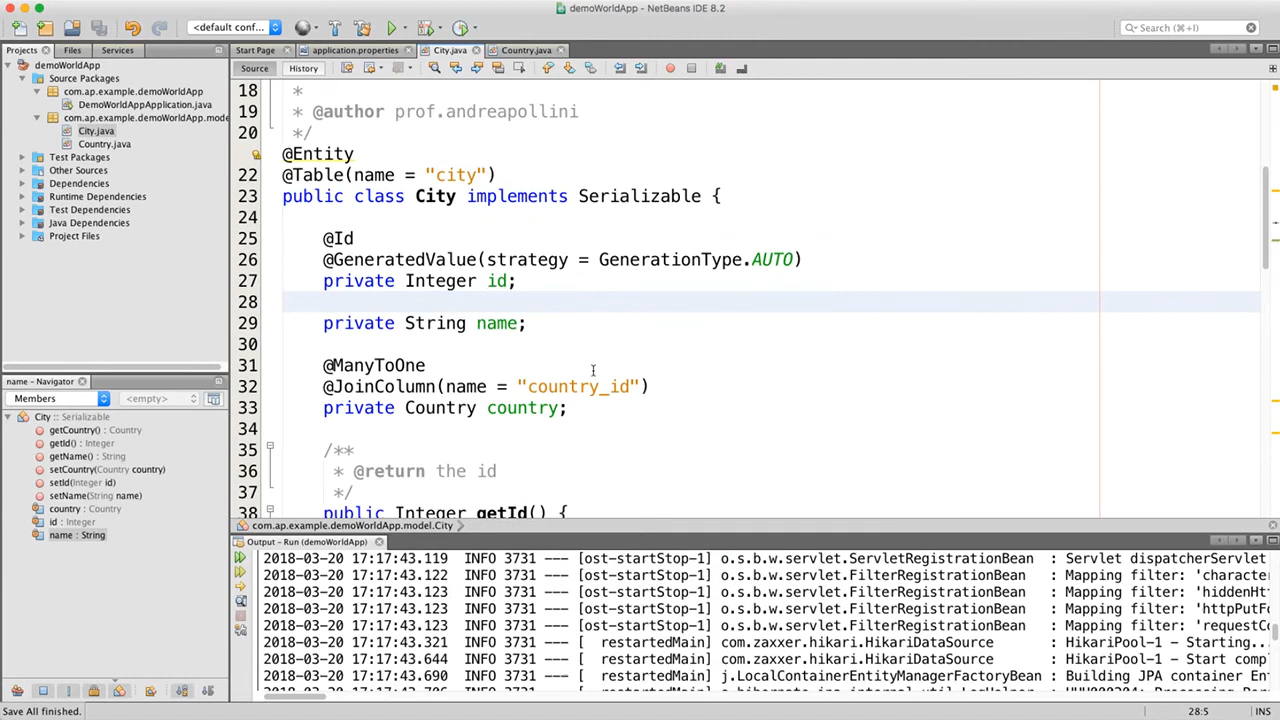 demoWorldApp - NetBeans IDE 8.2
<default conf...
Search (⌘+I)
Projects
Files
Services
Start Page
application.properties
City.java
Country.java
Source
History
demoWorldApp
Source Packages
com.ap.example.demoWorldApp
DemoWorldAppApplication.java
com.ap.example.demoWorldApp.mode
City.java
Country.java
Test Packages
Other Sources
Dependencies
Runtime Dependencies
Test Dependencies
Java Dependencies
Project Files
18 *
19 * @author prof.andreapollini
20 */
@Entity
22 @Table(name = "city")
23 public class City implements Serializable {
24
25 @Id
26 @GeneratedValue(strategy = GenerationType.AUTO)
27 private Integer id;
28
29 private String name;
30
31 @ManyToOne
32 @JoinColumn(name = "country_id")
33 private Country country;
34
35 /**
36 * @return the id
37 */
38 public Integer getId() {
name - Navigator
Members
<empty>
City :: Serializable
getCountry() : Country
getId() : Integer
getName() : String
setCountry(Country country)
setId(Integer id)
setName(String name)
country : Country
id : Integer
name : String
com.ap.example.demoWorldApp.model.City
Output - Run (demoWorldApp)
2018-03-20 17:17:43.119 INFO 3731 --- [ost-startStop-1] o.s.b.w.servlet.ServletRegistrationBean : Servlet dispatcherServlet
2018-03-20 17:17:43.122 INFO 3731 --- [ost-startStop-1] o.s.b.w.servlet.FilterRegistrationBean : Mapping filter: 'character
2018-03-20 17:17:43.123 INFO 3731 --- [ost-startStop-1] o.s.b.w.servlet.FilterRegistrationBean : Mapping filter: 'hiddenHt
2018-03-20 17:17:43.123 INFO 3731 --- [ost-startStop-1] o.s.b.w.servlet.FilterRegistrationBean : Mapping filter: 'httpPutFo
2018-03-20 17:17:43.123 INFO 3731 --- [ost-startStop-1] o.s.b.w.servlet.FilterRegistrationBean : Mapping filter: 'requestCo
2018-03-20 17:17:43.321 INFO 3731 --- [ restartedMain] com.zaxxer.hikari.HikariDataSource : HikariPool-1 - Starting...
2018-03-20 17:17:43.644 INFO 3731 --- [ restartedMain] com.zaxxer.hikari.HikariDataSource : HikariPool-1 - Start comp
2018-03-20 17:17:43.690 INFO 3731 --- [ restartedMain] j.LocalContainerEntityManagerFactoryBean : Building JPA container Ent
Save All finished.
28:5
INS